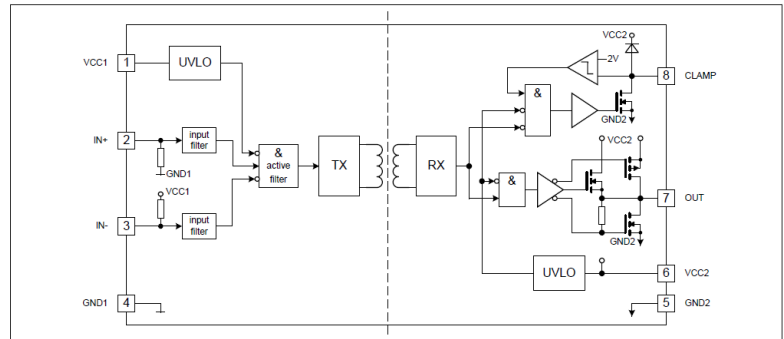 VCC1
1
UVLO
IN+
2
input
filter
GND1
VCC1
&
active
filter
TX
RX
IN-
3
input
filter
GND1
4
VCC2
2V
8
CLAMP
&
GND2
VCC2
&
7
OUT
GND2
UVLO
6
VCC2
5
GND2